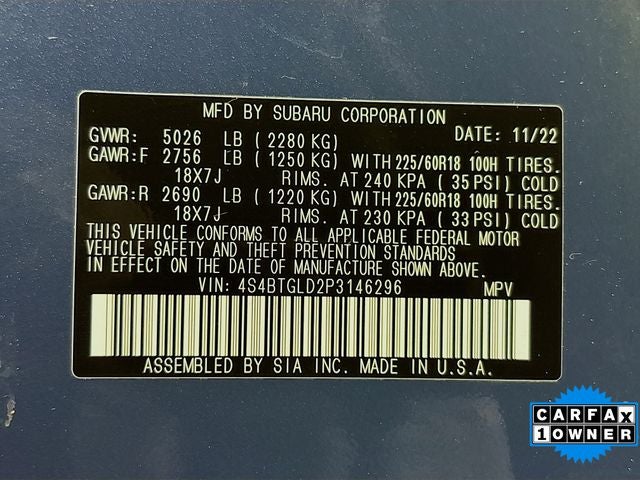 MFD BY SUBARU CORPORATION
GVWR: 5026 LB ( 2280 KG) DATE: 11/22
GAWR:F 2756 LB ( 1250 KG) WITH 225/60R18 100H TIRES.
18X7J RIMS. AT 240 KPA ( 35 PSI) COLD
GAWR:R 2690 LB ( 1220 KG) WITH 225/60R18 100H TIRES.
18X7J RIMS. AT 230 KPA ( 33 PSI) COLD
THIS VEHICLE CONFORMS TO ALL APPLICABLE FEDERAL MOTOR
VEHICLE SAFETY AND THEFT PREVENTION STANDARDS
IN EFFECT ON THE DATE OF MANUFACTURE SHOWN ABOVE.
VIN: 4S4BTGLD2P3146296 MPV
ASSEMBLED BY SIA INC. MADE IN U.S.A.
CARFAX
1 OWNER